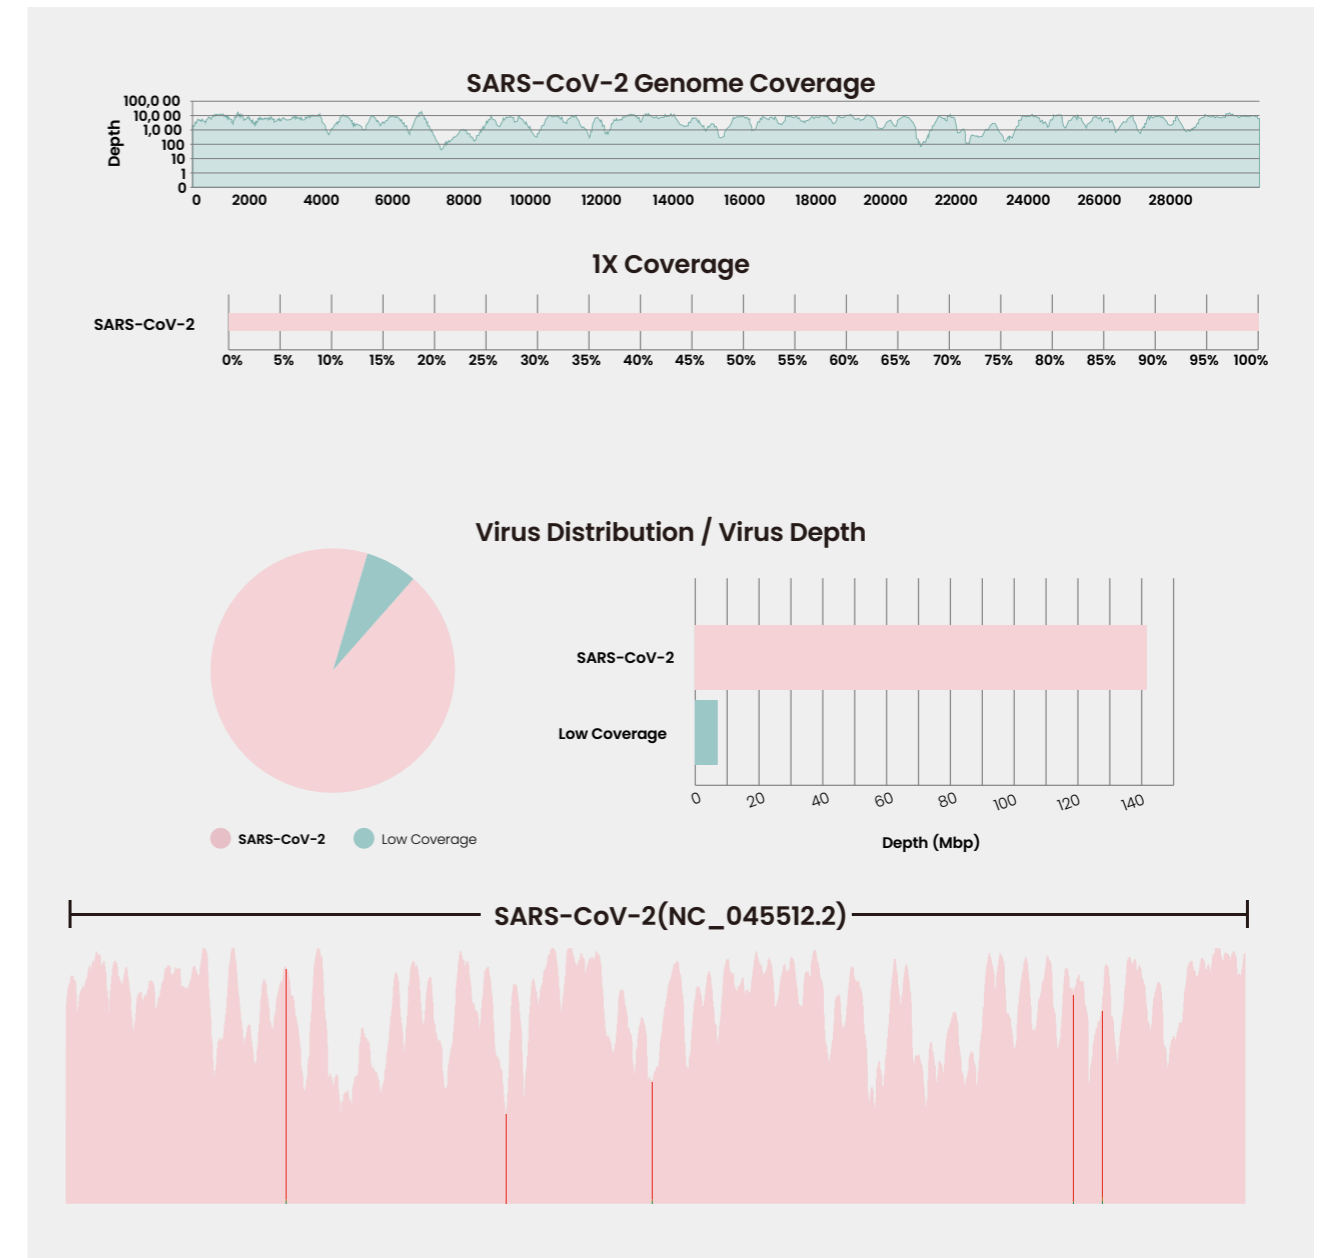 SARS-CoV-2 Genome Coverage
Depth
100,0 00
10,0 00
1,0 00
100
10
1
0
0 2000 4000 6000 8000 10000 12000 14000 16000 18000 20000 22000 24000 26000 28000
1X Coverage
SARS-CoV-2
0% 5% 10% 15% 20% 25% 30% 35% 40% 45% 50% 55% 60% 65% 70% 75% 80% 85% 90% 95% 100%
Virus Distribution / Virus Depth
SARS-CoV-2
Low Coverage
0 20 40 60 80 100 120 140
Depth (Mbp)
SARS-CoV-2 Low Coverage
SARS-CoV-2(NC_045512.2)